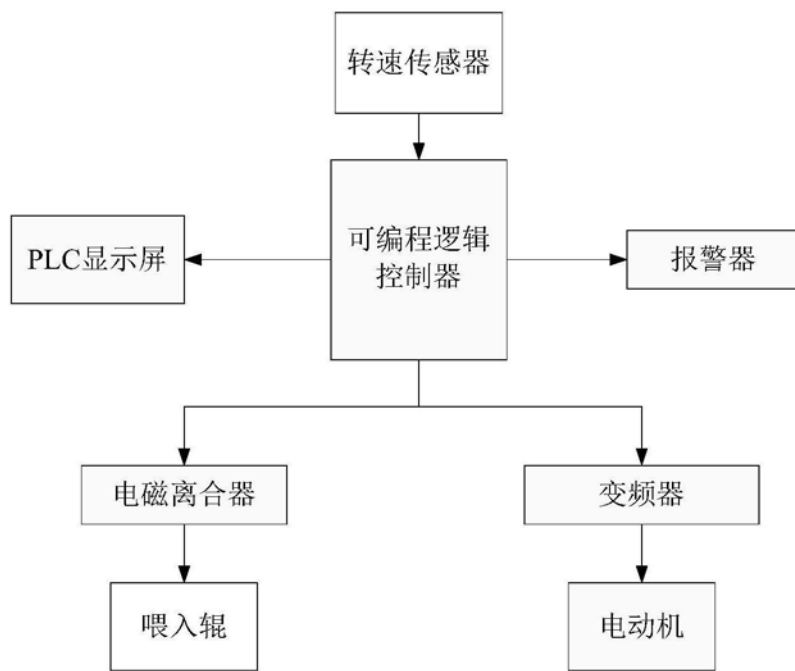 转速传感器
PLC显示屏
可编程逻辑
控制器
报警器
电磁离合器
变频器
喂入辊
电动机